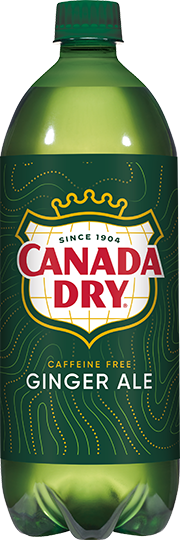 SINCE 1904
CANADA
DRY
CAFFEINE FREE
GINGER ALE